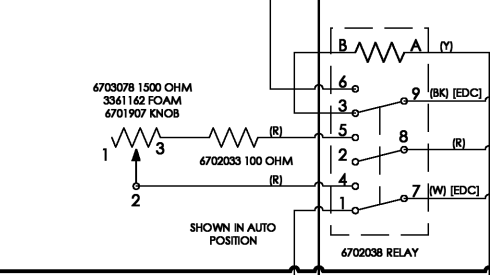 B A (Y)
6
9 (BK) [EDC]
3
6703078 1500 OHM
3361162 FOAM
6701907 KNOB
(R) 5
8 (R)
1 3
6702033 100 OHM
2
(R) 4
7 (W) [EDC]
2
1
SHOWN IN AUTO
POSITION
6702038 RELAY